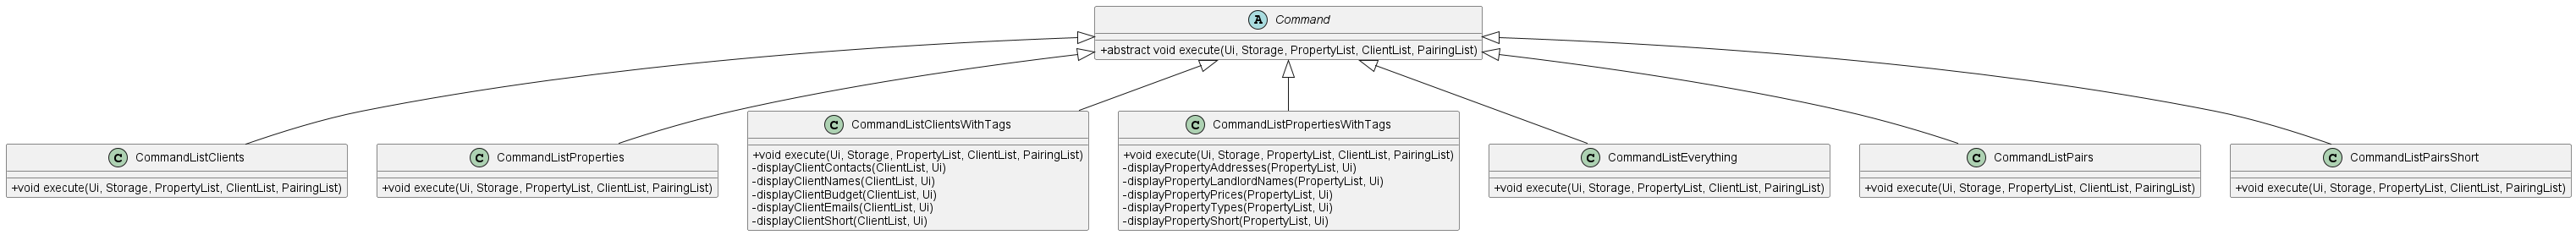 A Command
+abstract void execute(Ui, Storage, PropertyList, ClientList, PairingList)
C CommandListClients
+void execute(Ui, Storage, PropertyList, ClientList, PairingList)
C CommandListProperties
+void execute(Ui, Storage, PropertyList, ClientList, PairingList)
C CommandListClientsWithTags
+void execute(Ui, Storage, PropertyList, ClientList, PairingList)
-displayClientContacts(ClientList, Ui)
-displayClientNames(ClientList, Ui)
-displayClientBudget(ClientList, Ui)
-displayClientEmails(ClientList, Ui)
-displayClientShort(ClientList, Ui)
C CommandListPropertiesWithTags
+void execute(Ui, Storage, PropertyList, ClientList, PairingList)
-displayPropertyAddresses(PropertyList, Ui)
-displayPropertyLandlordNames(PropertyList, Ui)
-displayPropertyPrices(PropertyList, Ui)
-displayPropertyTypes(PropertyList, Ui)
-displayPropertyShort(PropertyList, Ui)
C CommandListEverything
+void execute(Ui, Storage, PropertyList, ClientList, PairingList)
C CommandListPairs
+void execute(Ui, Storage, PropertyList, ClientList, PairingList)
C CommandListPairsShort
+void execute(Ui, Storage, PropertyList, ClientList, PairingList)